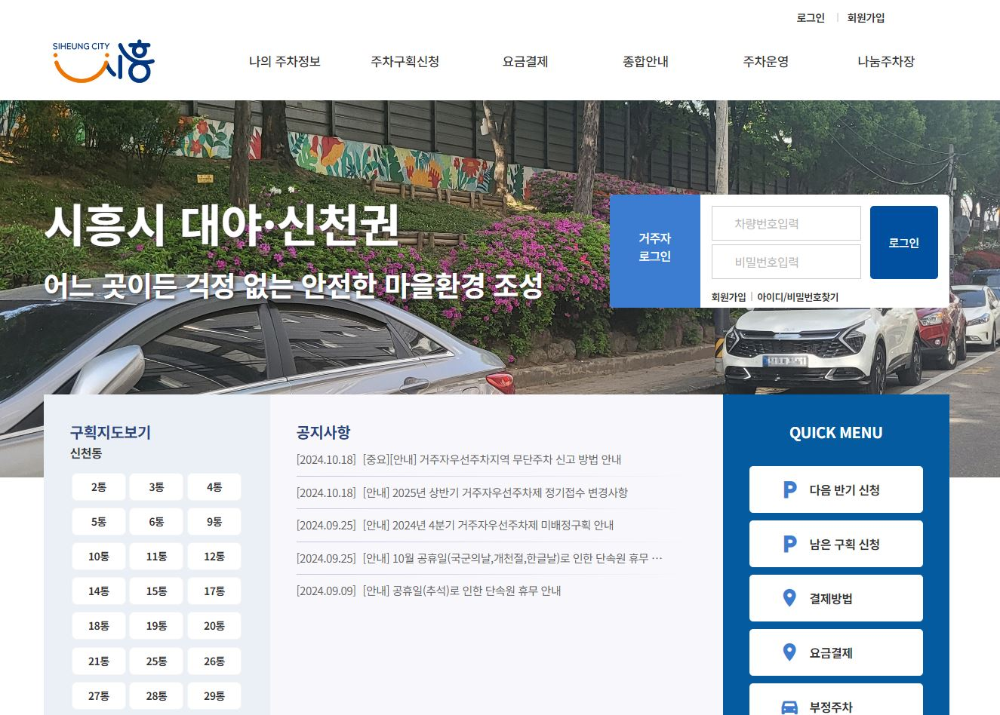 로그인 회원가입
SIHEUNG CITY
시흥
나의 주차정보 주차구획신청 요금결제 종합안내 주차운영 나눔주차장
시흥시 대야·신천권
어느 곳이든 걱정 없는 안전한 마을환경 조성
거주자
로그인
차량번호입력
비밀번호입력
로그인
회원가입 아이디/비밀번호찾기
구획지도보기
신천동
2통 3통 4통
5통 6통 9통
10통 11통 12통
14통 15통 17통
18통 19통 20통
21통 25통 26통
27통 28통 29통
공지사항
[2024.10.18] [중요][안내] 거주자우선주차지역 무단주차 신고 방법 안내
[2024.10.18] [안내] 2025년 상반기 거주자우선주차제 정기접수 변경사항
[2024.09.25] [안내] 2024년 4분기 거주자우선주차제 미배정구획 안내
[2024.09.25] [안내] 10월 공휴일(국군의날,개천절,한글날)로 인한 단속원 휴무 …
[2024.09.09] [안내] 공휴일(추석)로 인한 단속원 휴무 안내
QUICK MENU
다음 반기 신청
남은 구획 신청
결제방법
요금결제
부정주차